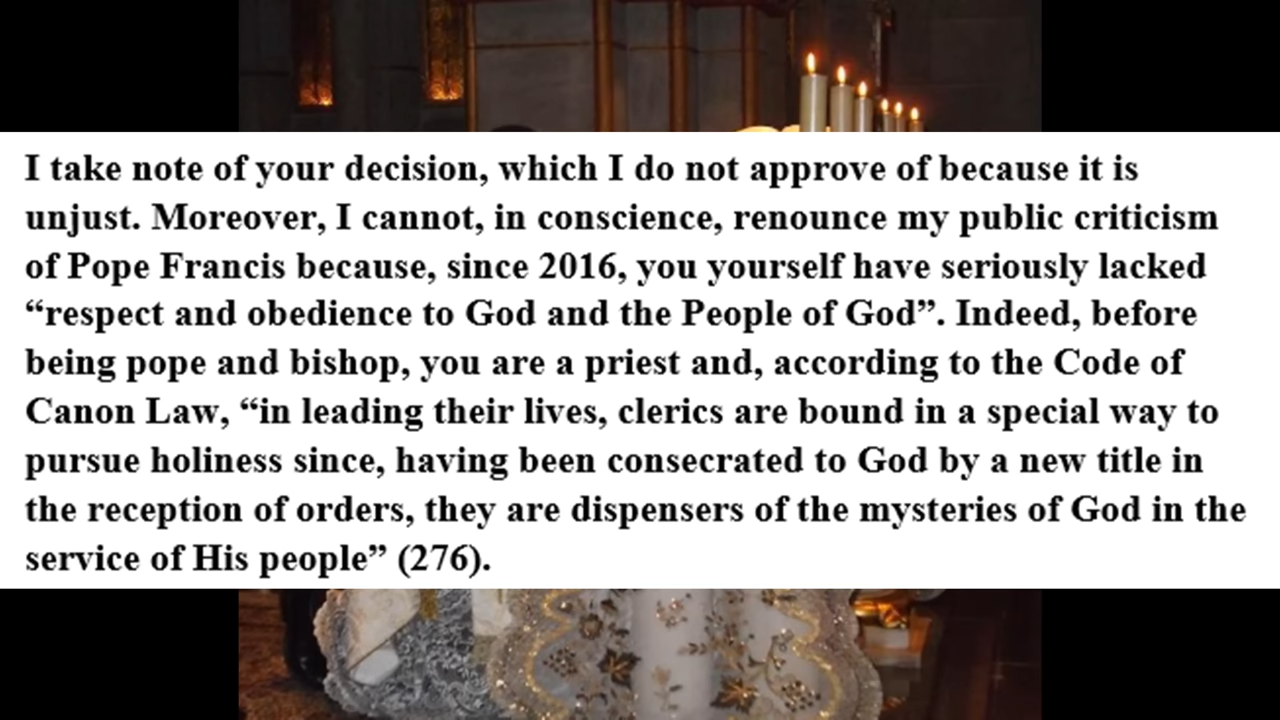 I take note of your decision, which I do not approve of because it is
unjust. Moreover, I cannot, in conscience, renounce my public criticism
of Pope Francis because, since 2016, you yourself have seriously lacked
“respect and obedience to God and the People of God”. Indeed, before
being pope and bishop, you are a priest and, according to the Code of
Canon Law, “in leading their lives, clerics are bound in a special way to
pursue holiness since, having been consecrated to God by a new title in
the reception of orders, they are dispensers of the mysteries of God in the
service of His people” (276).